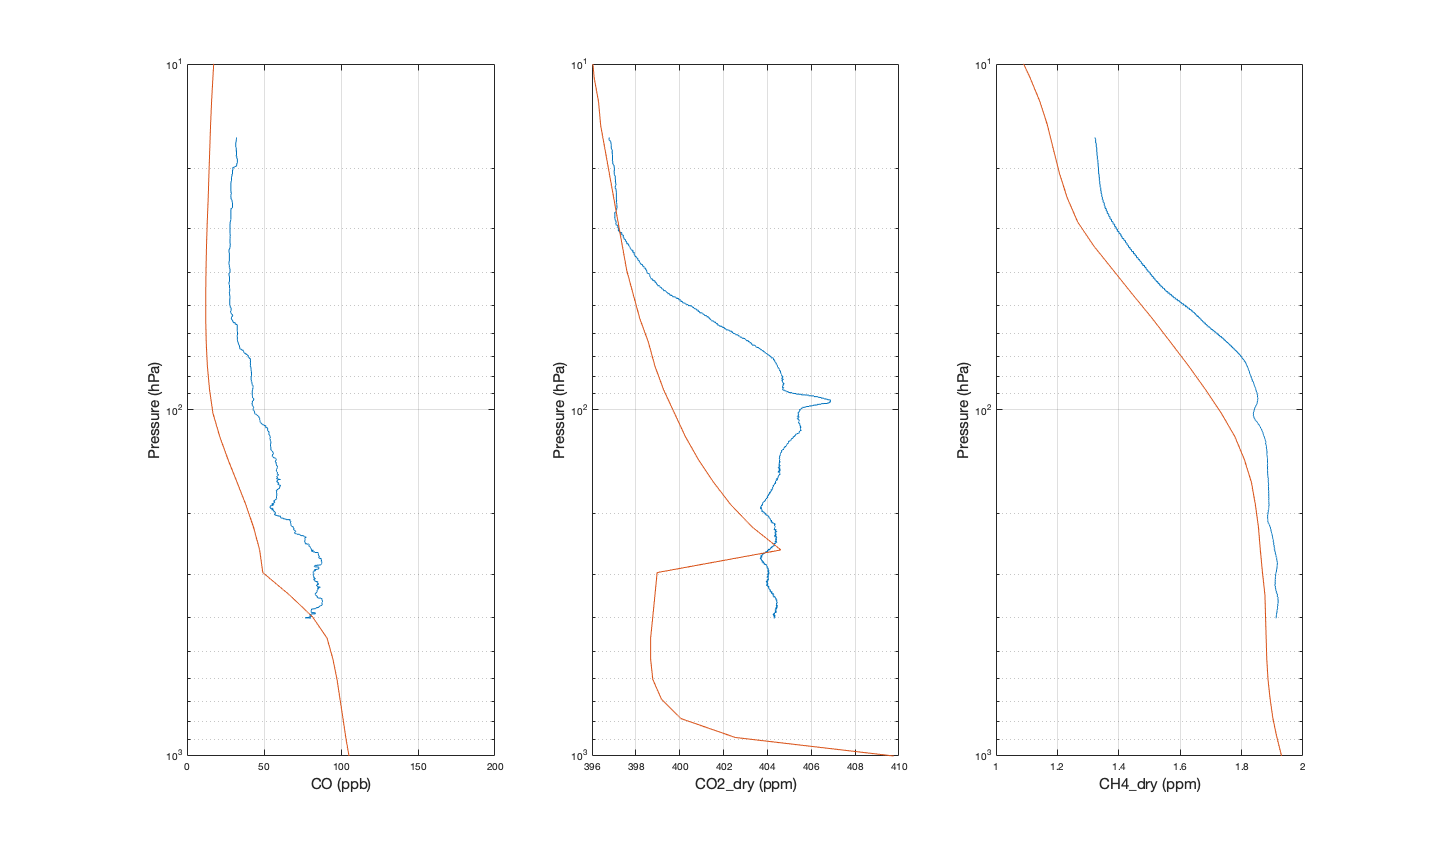 10¹
10²
10³
Pressure (hPa)
0 50 100 150 200
CO (ppb)
10¹
10²
10³
Pressure (hPa)
396 398 400 402 404 406 408 410
CO2_dry (ppm)
10¹
10²
10³
Pressure (hPa)
1 1.2 1.4 1.6 1.8 2
CH4_dry (ppm)